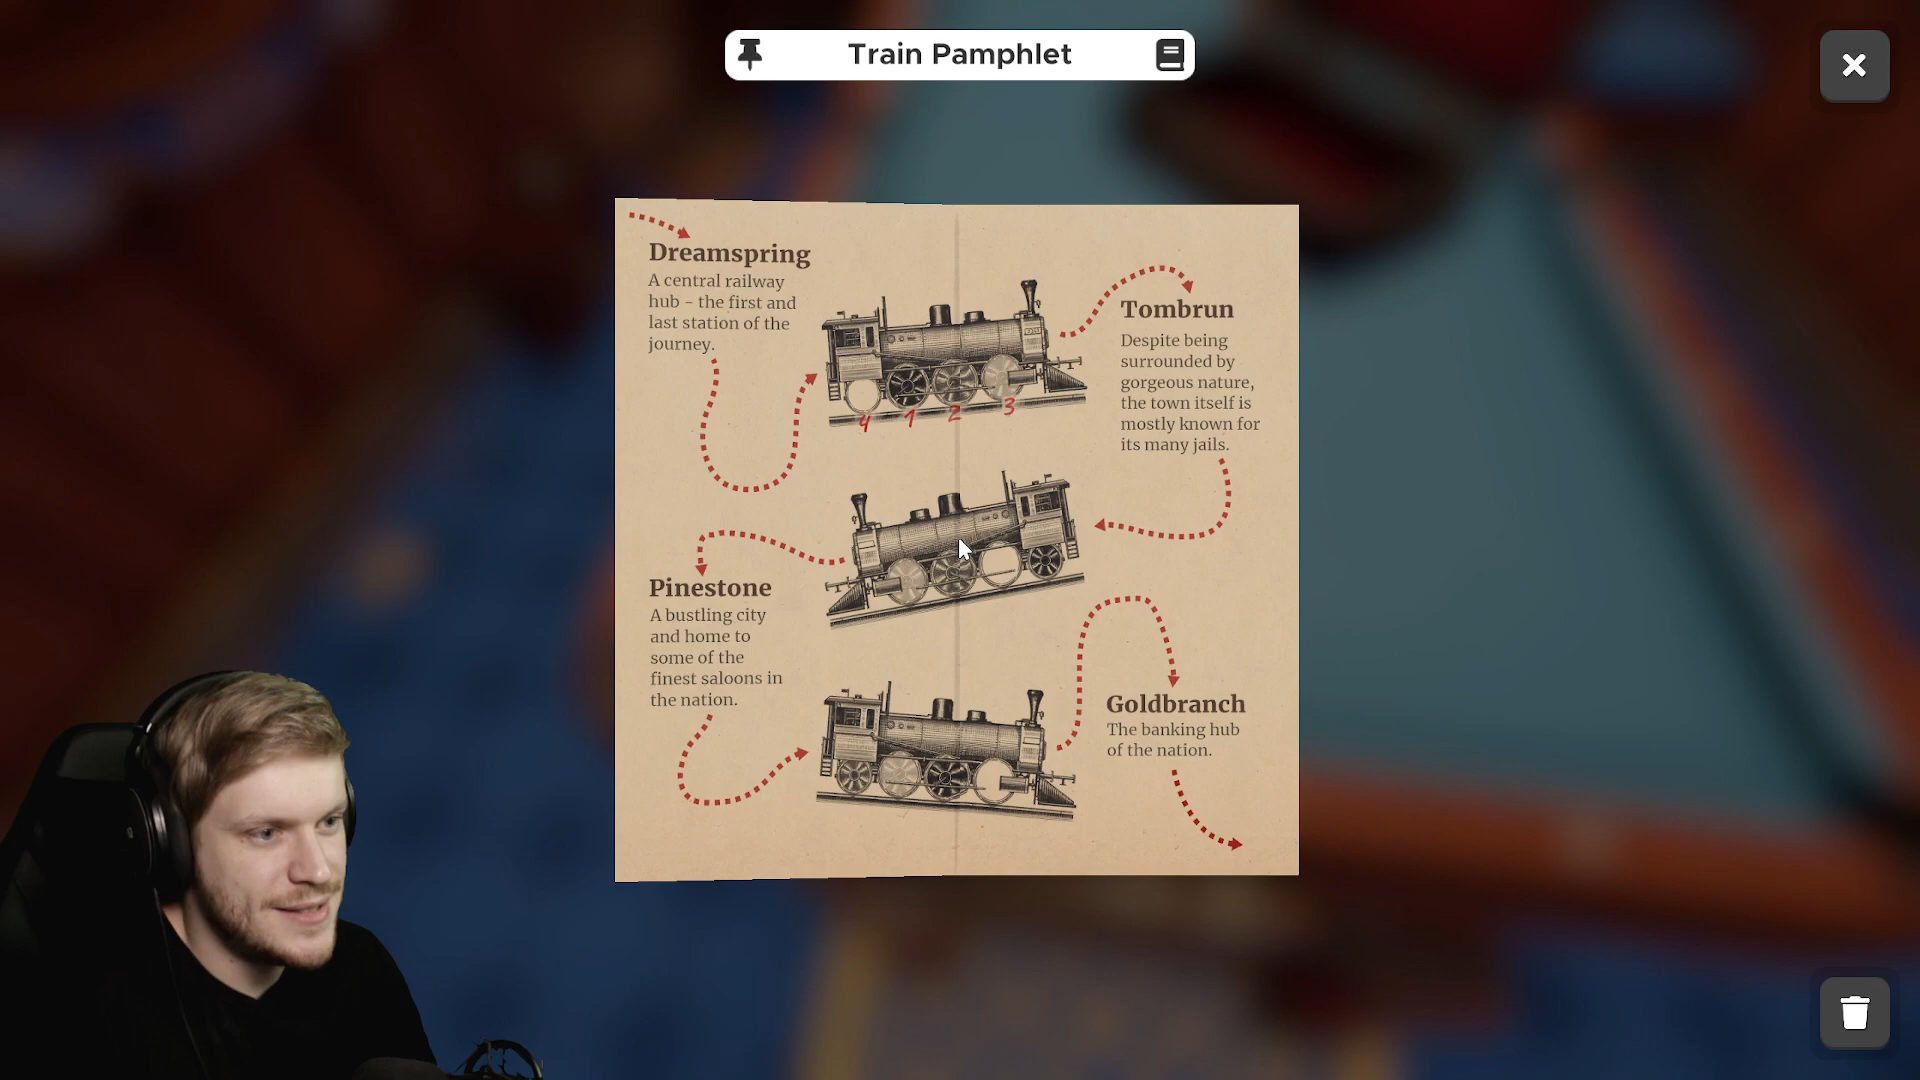 Train Pamphlet
Dreamspring
A central railway
hub - the first and
last station of the
journey.
4 1 2 3
Tombrun
Despite being
surrounded by
gorgeous nature,
the town itself is
mostly known for
its many jails.
Pinestone
A bustling city
and home to
some of the
finest saloons in
the nation.
Goldbranch
The banking hub
of the nation.